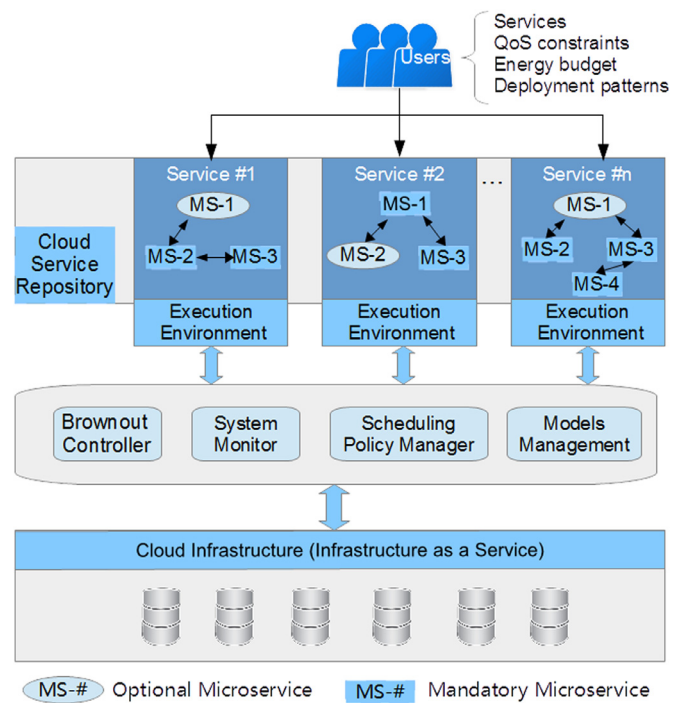 Users
Services
QoS constraints
Energy budget
Deployment patterns
Cloud
Service
Repository
Service #1
MS-1
MS-2
MS-3
Execution
Environment
Service #2
MS-1
MS-2
MS-3
Execution
Environment
...
Service #n
MS-1
MS-2
MS-3
MS-4
Execution
Environment
Brownout
Controller
System
Monitor
Scheduling
Policy Manager
Models
Management
Cloud Infrastructure (Infrastructure as a Service)
MS-# Optional Microservice
MS-# Mandatory Microservice